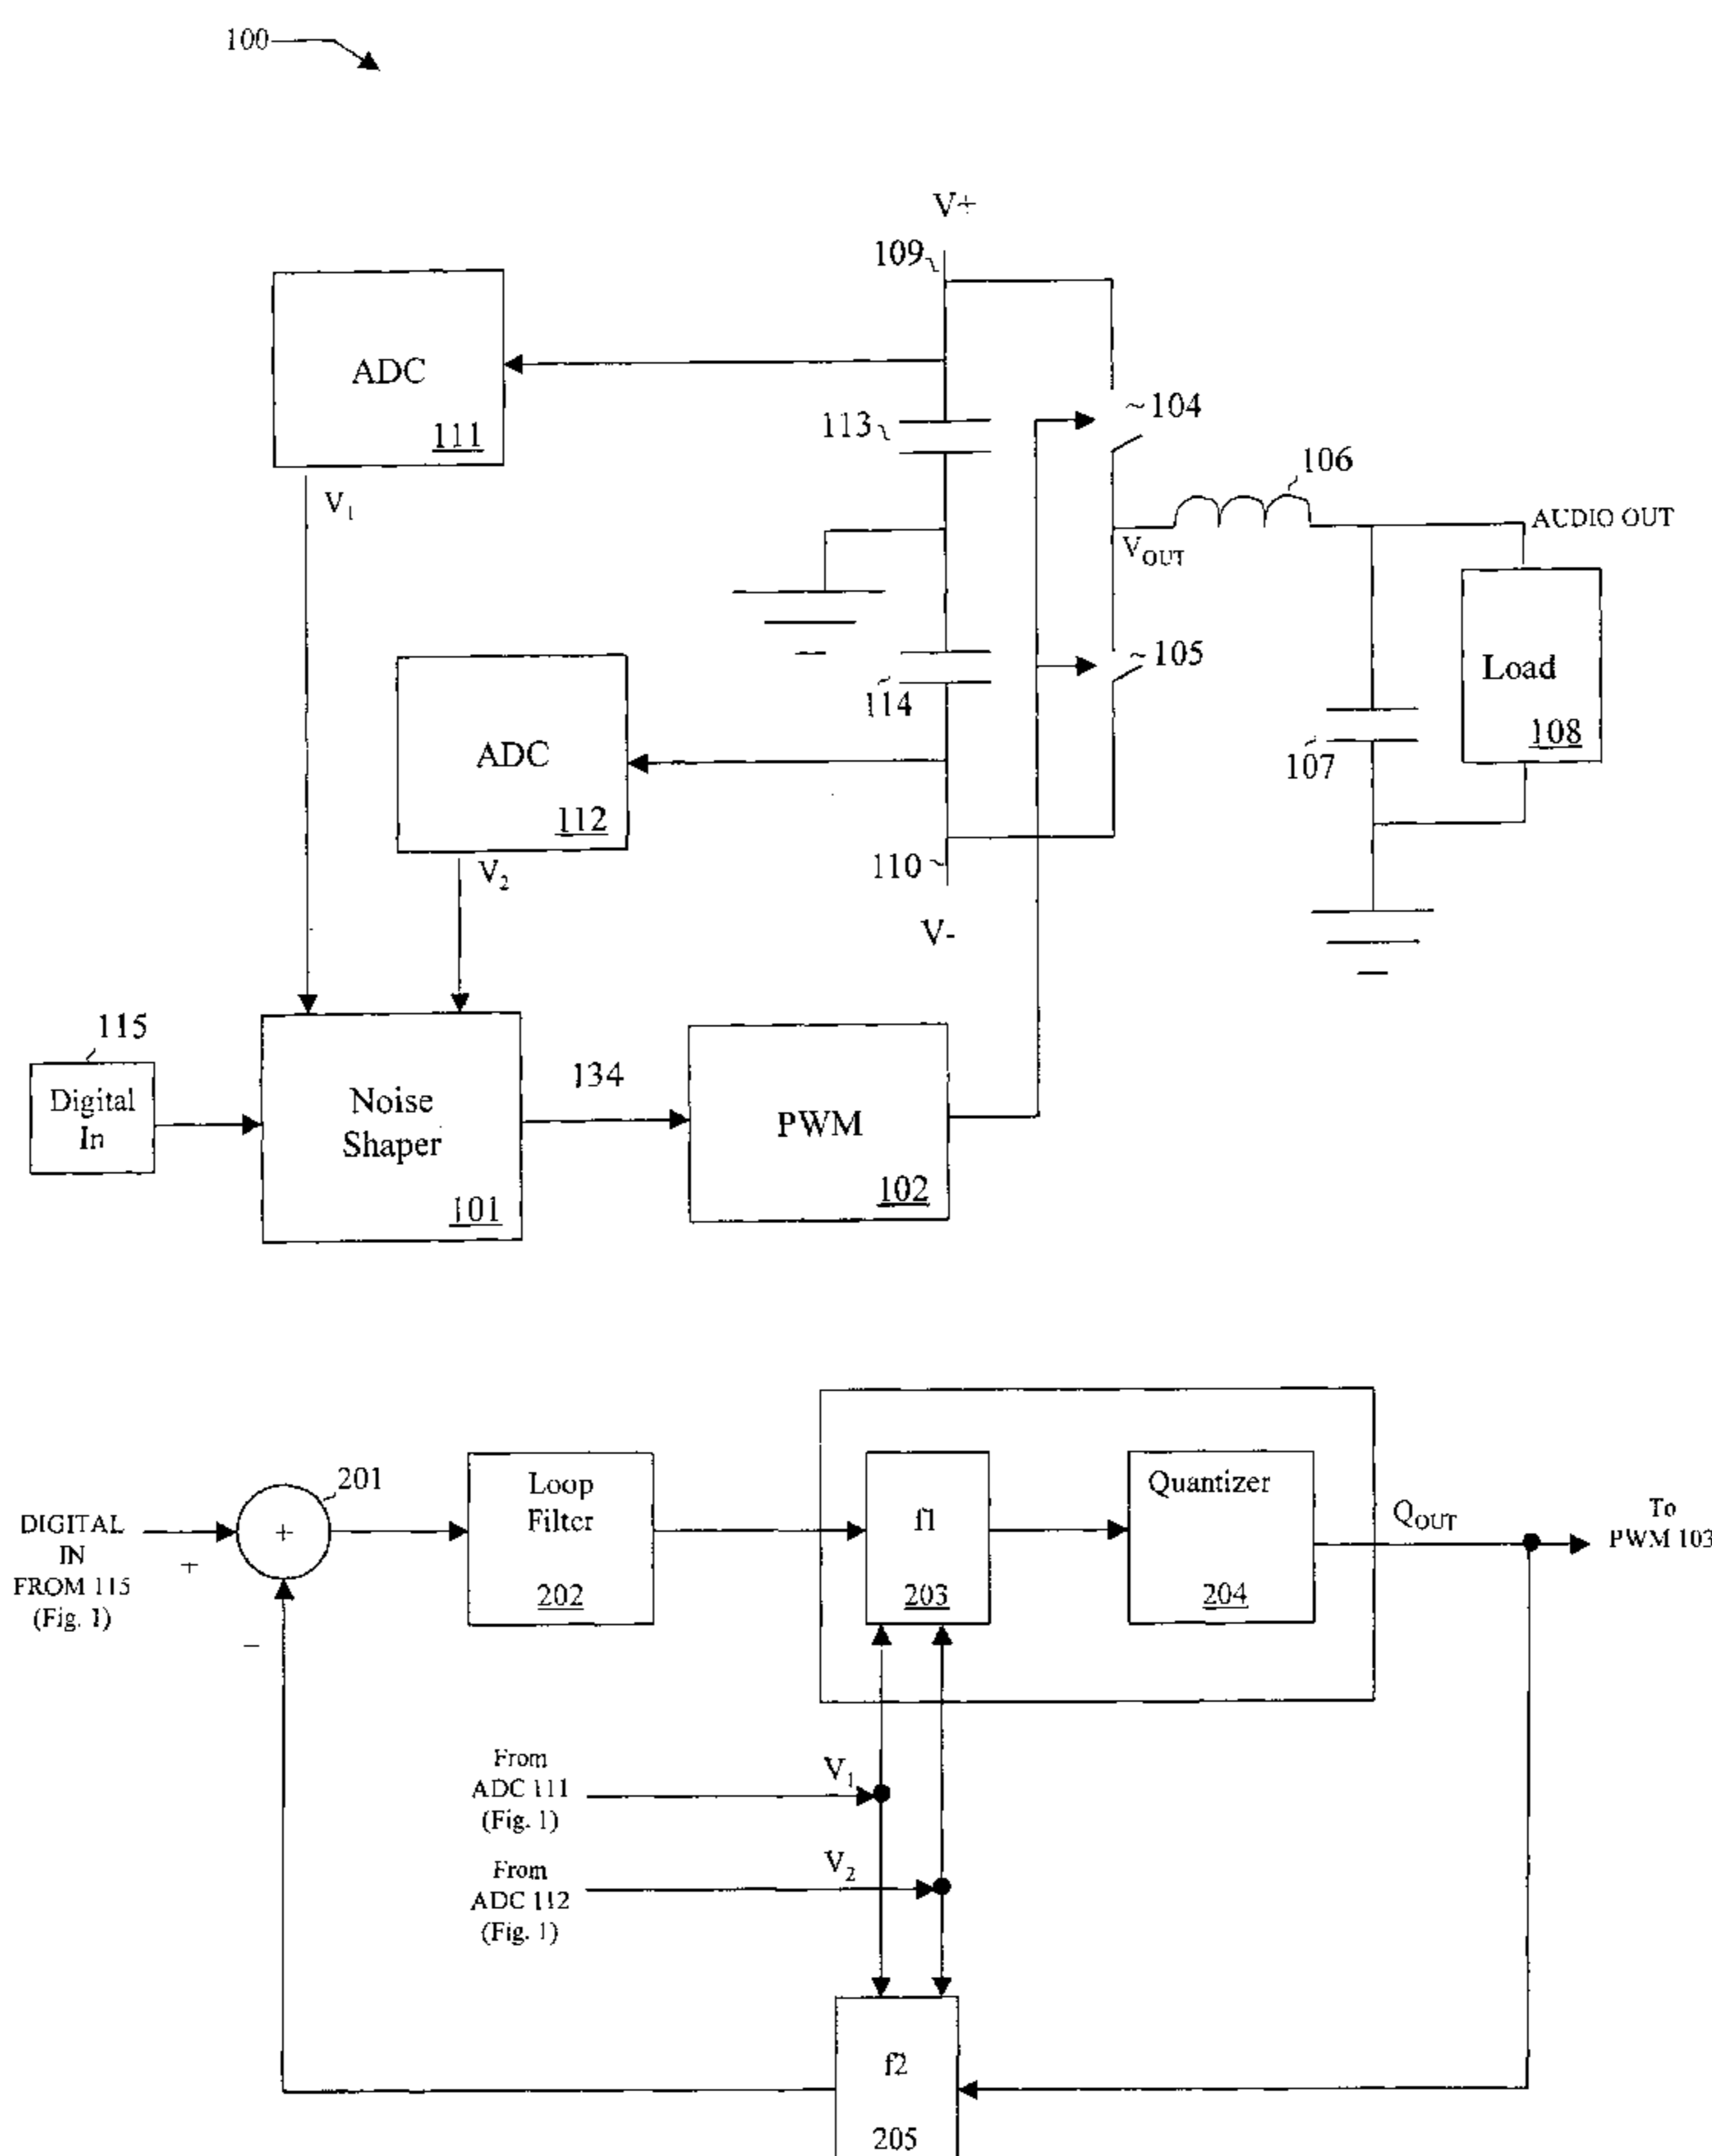 100
V+
109
ADC
111
113
~104
106
V1
AUDIO OUT
VOUT
~105
Load
108
114
ADC
112
107
V2
110
V-
115
Digital
In
Noise
Shaper
101
134
PWM
102
201
Loop
Filter
202
f1
203
Quantizer
204
QOUT
To
PWM 103
DIGITAL
IN
FROM 115
(Fig. 1)
+
+
−
From
ADC 111
(Fig. 1)
V1
From
ADC 112
(Fig. 1)
V2
f2
205